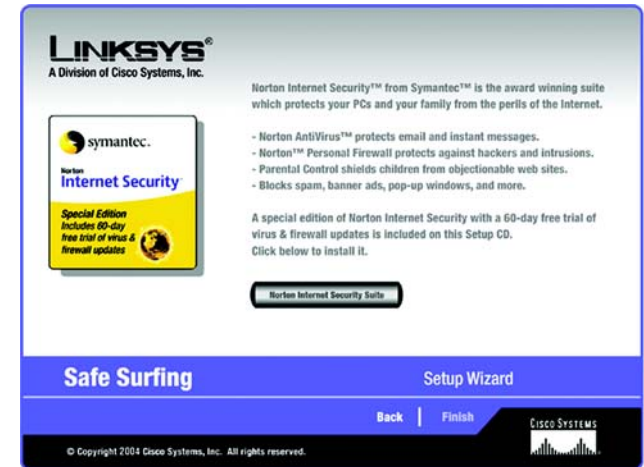 LINKSYS®
A Division of Cisco Systems, Inc.
symantec.
Norton
Internet Security™
Special Edition
Includes 60-day
free trial of virus &
firewall updates
Norton Internet Security™ from Symantec™ is the award winning suite
which protects your PCs and your family from the perils of the Internet.
- Norton AntiVirus™ protects email and instant messages.
- Norton™ Personal Firewall protects against hackers and intrusions.
- Parental Control shields children from objectionable web sites.
- Blocks spam, banner ads, pop-up windows, and more.
A special edition of Norton Internet Security with a 60-day free trial of
virus & firewall updates is included on this Setup CD.
Click below to install it.
Norton Internet Security Suite
Safe Surfing
Setup Wizard
Back
Finish
CISCO SYSTEMS
© Copyright 2004 Cisco Systems, Inc. All rights reserved.